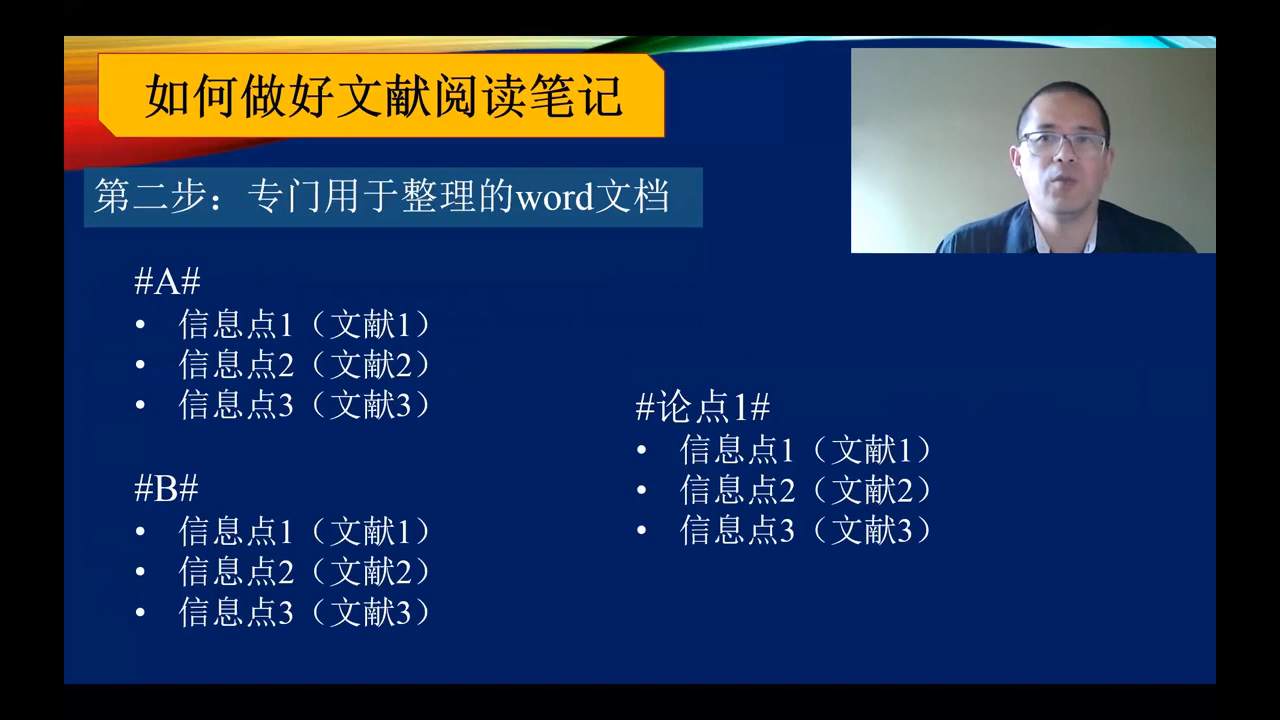 如何做好文献阅读笔记
第二步：专门用于整理的word文档
#A#
• 信息点1（文献1）
• 信息点2（文献2）
• 信息点3（文献3）
#B#
• 信息点1（文献1）
• 信息点2（文献2）
• 信息点3（文献3）
#论点1#
• 信息点1（文献1）
• 信息点2（文献2）
• 信息点3（文献3）